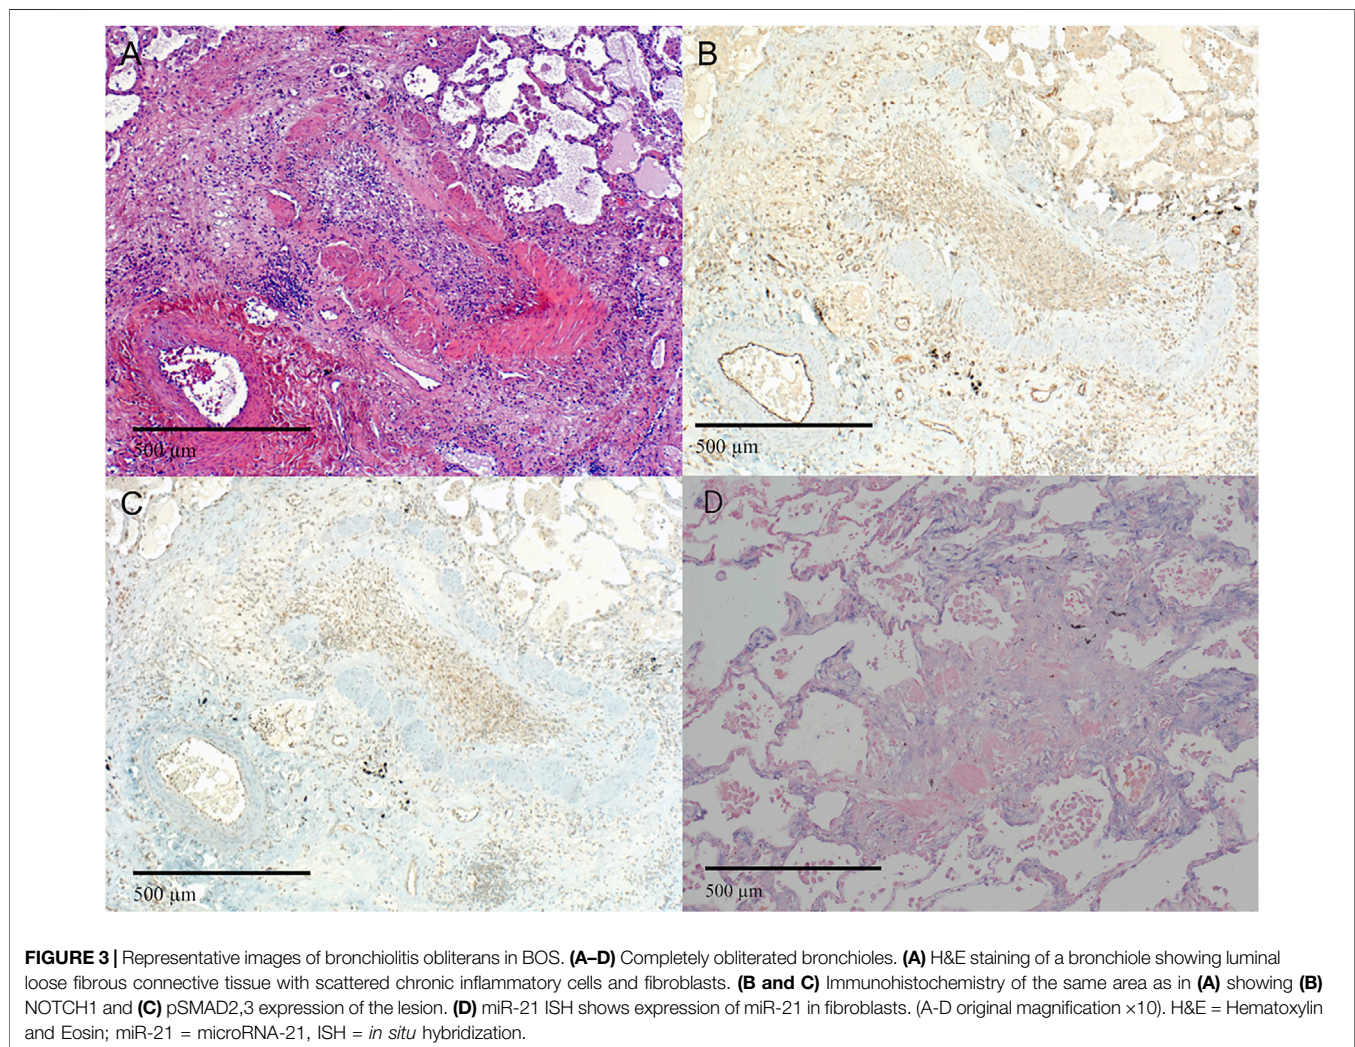 A
B
500 µm
500 µm
C
D
500 µm
500 µm
FIGURE 3 | Representative images of bronchiolitis obliterans in BOS. (A–D) Completely obliterated bronchioles. (A) H&E staining of a bronchiole showing luminal
loose fibrous connective tissue with scattered chronic inflammatory cells and fibroblasts. (B and C) Immunohistochemistry of the same area as in (A) showing (B)
NOTCH1 and (C) pSMAD2,3 expression of the lesion. (D) miR-21 ISH shows expression of miR-21 in fibroblasts. (A-D original magnification ×10). H&E = Hematoxylin
and Eosin; miR-21 = microRNA-21, ISH = in situ hybridization.